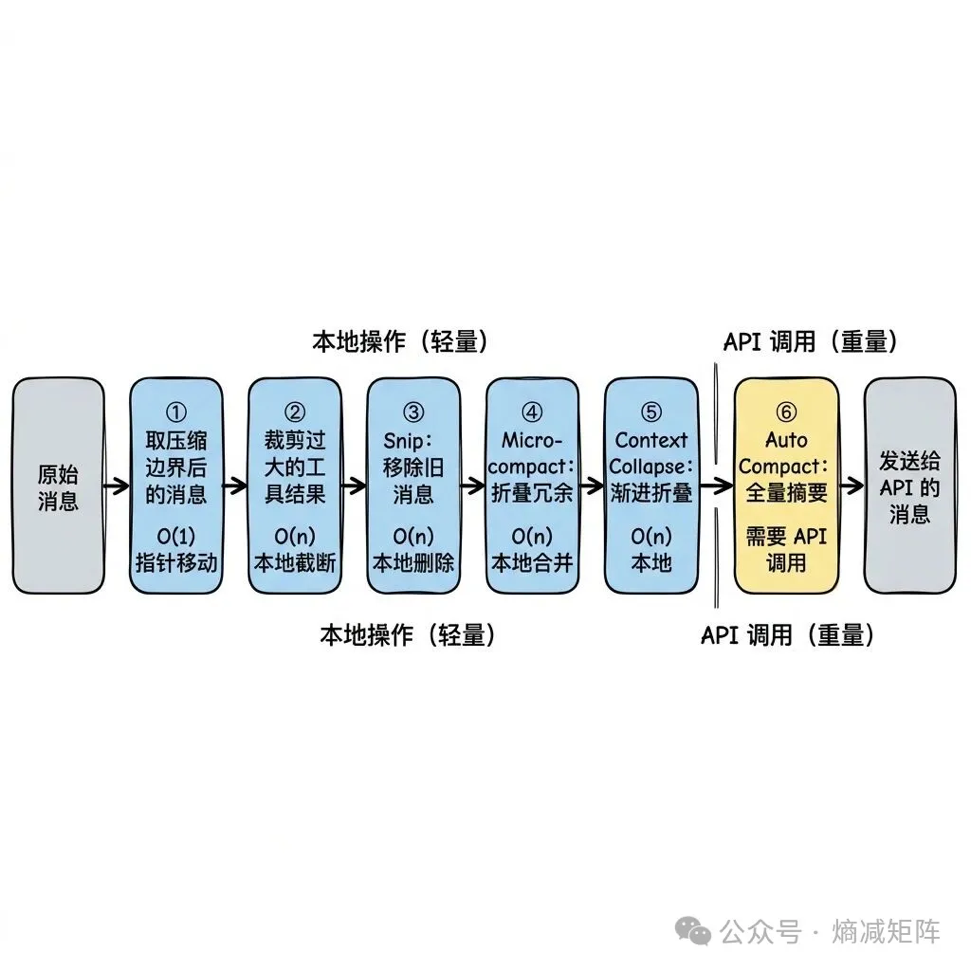 本地操作（轻量）
API 调用（重量）
原始
消息
①
取压缩
边界后
的消息
O(1)
指针移动
②
裁剪过
大的工
具结果
O(n)
本地截断
③
Snip：
移除旧
消息
O(n)
本地删除
④
Micro-
compact：
折叠冗余
O(n)
本地合并
⑤
Context
Collapse：
渐进折叠
O(n)
本地
⑥
Auto
Compact：
全量摘要
需要 API
调用
发送给
API 的
消息
本地操作（轻量）
API 调用（重量）
公众号 · 熵减矩阵